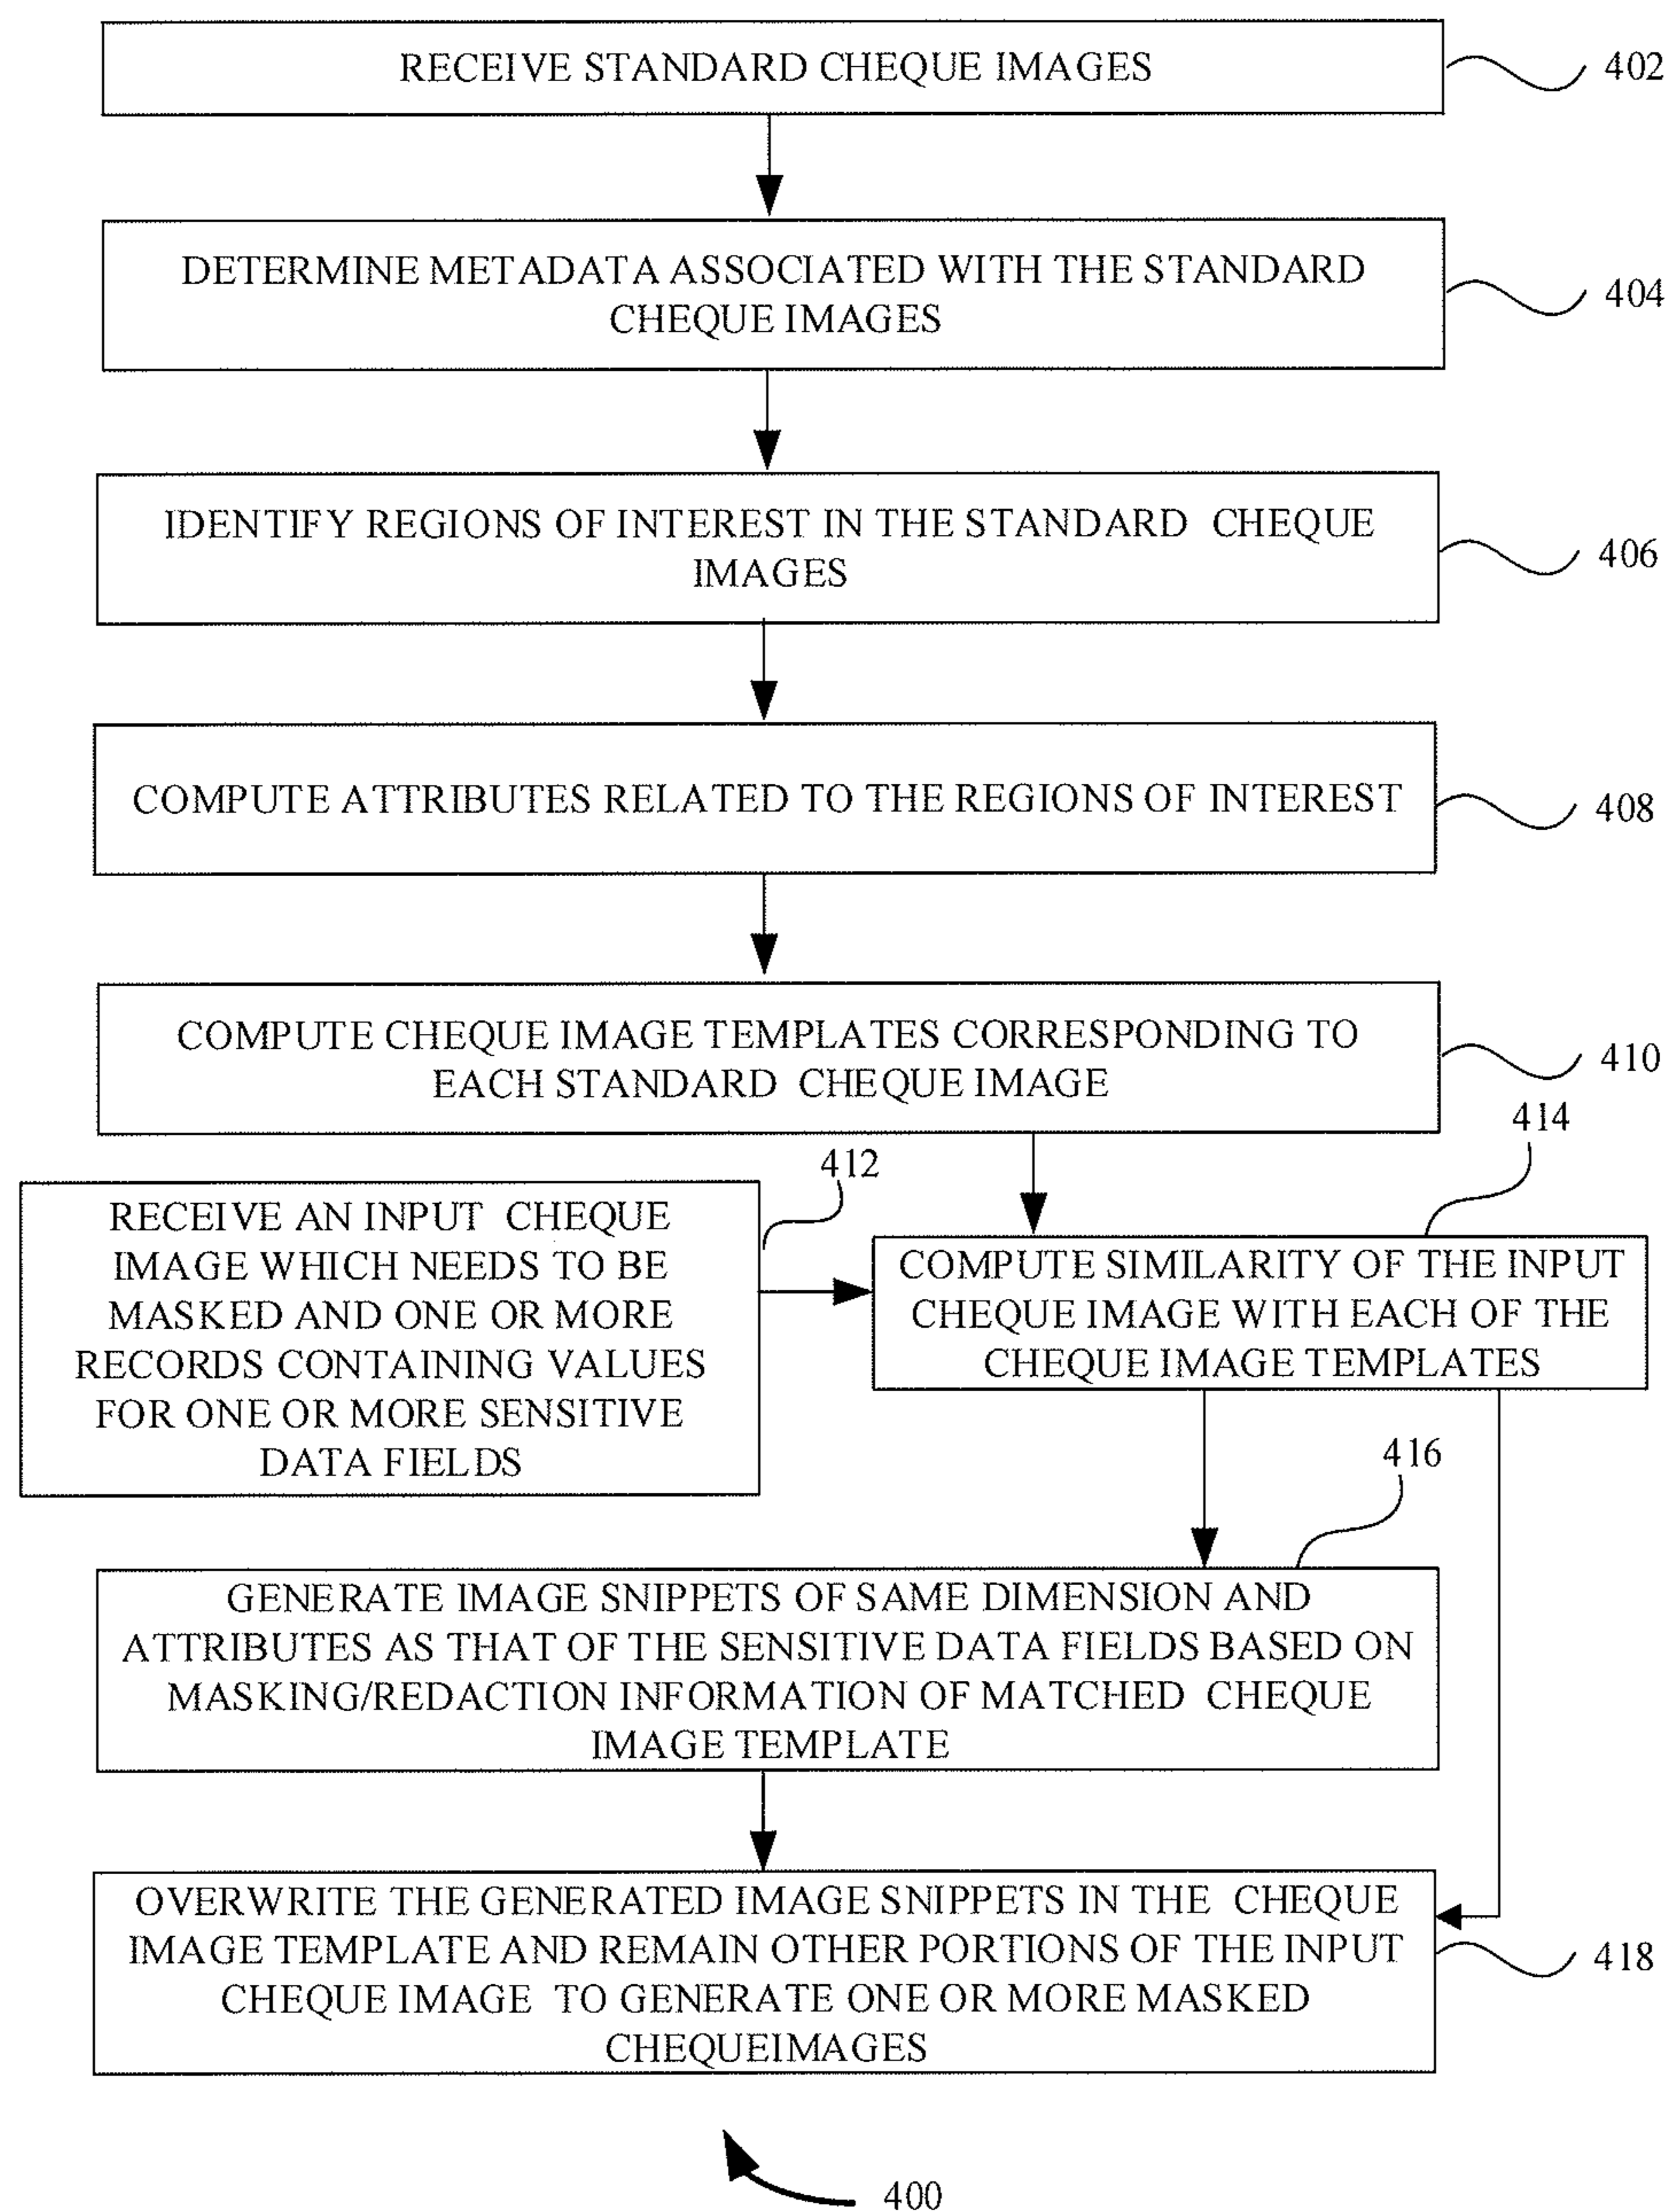 RECEIVE STANDARD CHEQUE IMAGES
402
DETERMINE METADATA ASSOCIATED WITH THE STANDARD
CHEQUE IMAGES
404
IDENTIFY REGIONS OF INTEREST IN THE STANDARD CHEQUE
IMAGES
406
COMPUTE ATTRIBUTES RELATED TO THE REGIONS OF INTEREST
408
COMPUTE CHEQUE IMAGE TEMPLATES CORRESPONDING TO
EACH STANDARD CHEQUE IMAGE
410
412
RECEIVE AN INPUT CHEQUE
IMAGE WHICH NEEDS TO BE
MASKED AND ONE OR MORE
RECORDS CONTAINING VALUES
FOR ONE OR MORE SENSITIVE
DATA FIELDS
414
COMPUTE SIMILARITY OF THE INPUT
CHEQUE IMAGE WITH EACH OF THE
CHEQUE IMAGE TEMPLATES
416
GENERATE IMAGE SNIPPETS OF SAME DIMENSION AND
ATTRIBUTES AS THAT OF THE SENSITIVE DATA FIELDS BASED ON
MASKING/REDACTION INFORMATION OF MATCHED CHEQUE
IMAGE TEMPLATE
OVERWRITE THE GENERATED IMAGE SNIPPETS IN THE CHEQUE
IMAGE TEMPLATE AND REMAIN OTHER PORTIONS OF THE INPUT
CHEQUE IMAGE TO GENERATE ONE OR MORE MASKED
CHEQUEIMAGES
418
400